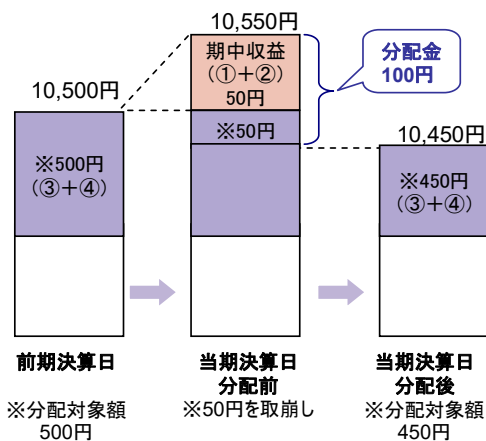 10,550円
期中収益
(①+②)
50円
分配金
100円
10,500円
※50円
10,450円
※500円
(③+④)
※450円
(③+④)
前期決算日
当期決算日
分配前
当期決算日
分配後
※分配対象額
500円
※50円を取崩し
※分配対象額
450円